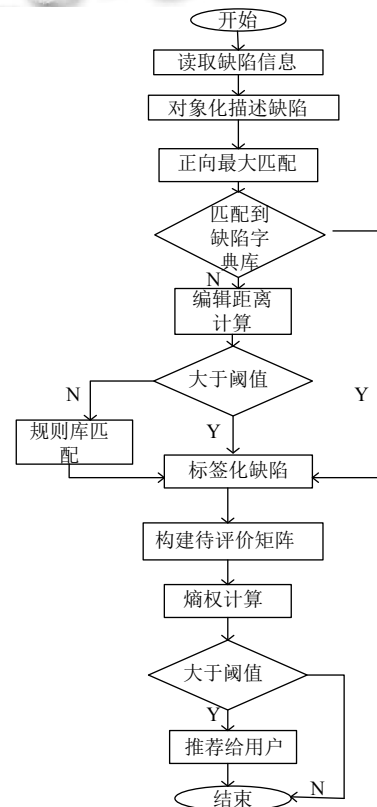 开始
读取缺陷信息
对象化描述缺陷
正向最大匹配
匹配到
缺陷字
典库
N
编辑距离
计算
大于阈值
N
Y
Y
规则库匹
配
标签化缺陷
构建待评价矩阵
熵权计算
大于阈值
Y
推荐给用户
N
结束